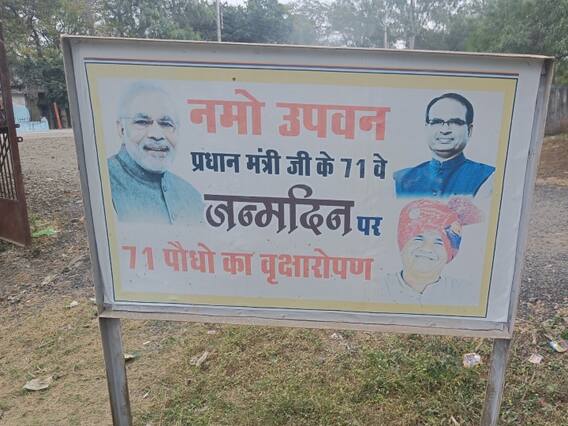 नमो उपवन
प्रधान मंत्री जी के 71 वे
जन्मदिन पर
71 पौधो का वृक्षारोपण